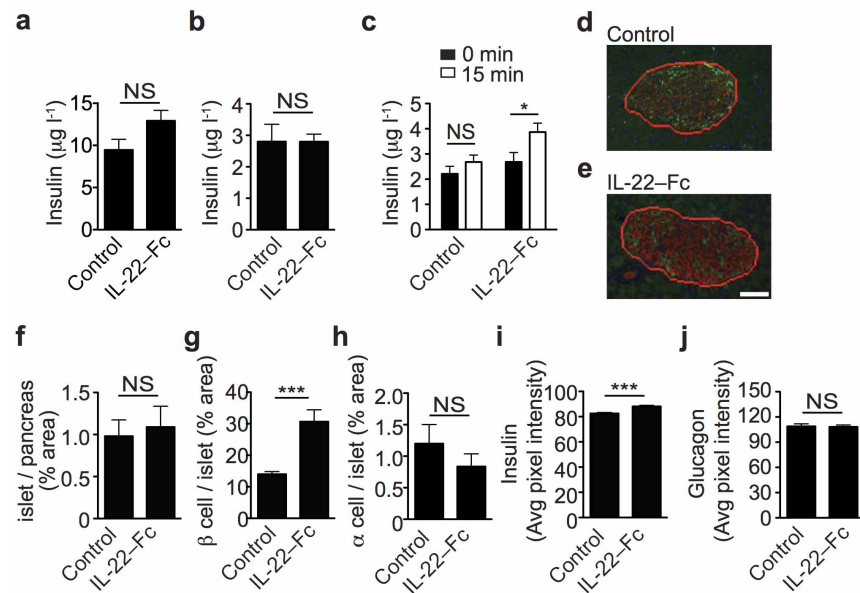 a
Insulin (µg l⁻¹)
15
10
5
0
NS
Control
IL-22–Fc
b
Insulin (µg l⁻¹)
4
3
2
1
0
NS
Control
IL-22–Fc
c
0 min
15 min
Insulin (µg l⁻¹)
5
4
3
2
1
0
NS
*
Control
IL-22–Fc
d
Control
e
IL-22–Fc
f
islet / pancreas
(% area)
1.5
1.0
0.5
0
NS
Control
IL-22–Fc
g
β cell / islet (% area)
40
30
20
10
0
***
Control
IL-22–Fc
h
α cell / islet (% area)
2.0
1.5
1.0
0.5
0
NS
Control
IL-22–Fc
i
Insulin
(Avg pixel intensity)
100
80
60
40
20
0
***
Control
IL-22–Fc
j
Glucagon
(Avg pixel intensity)
150
120
90
60
30
0
NS
Control
IL-22–Fc